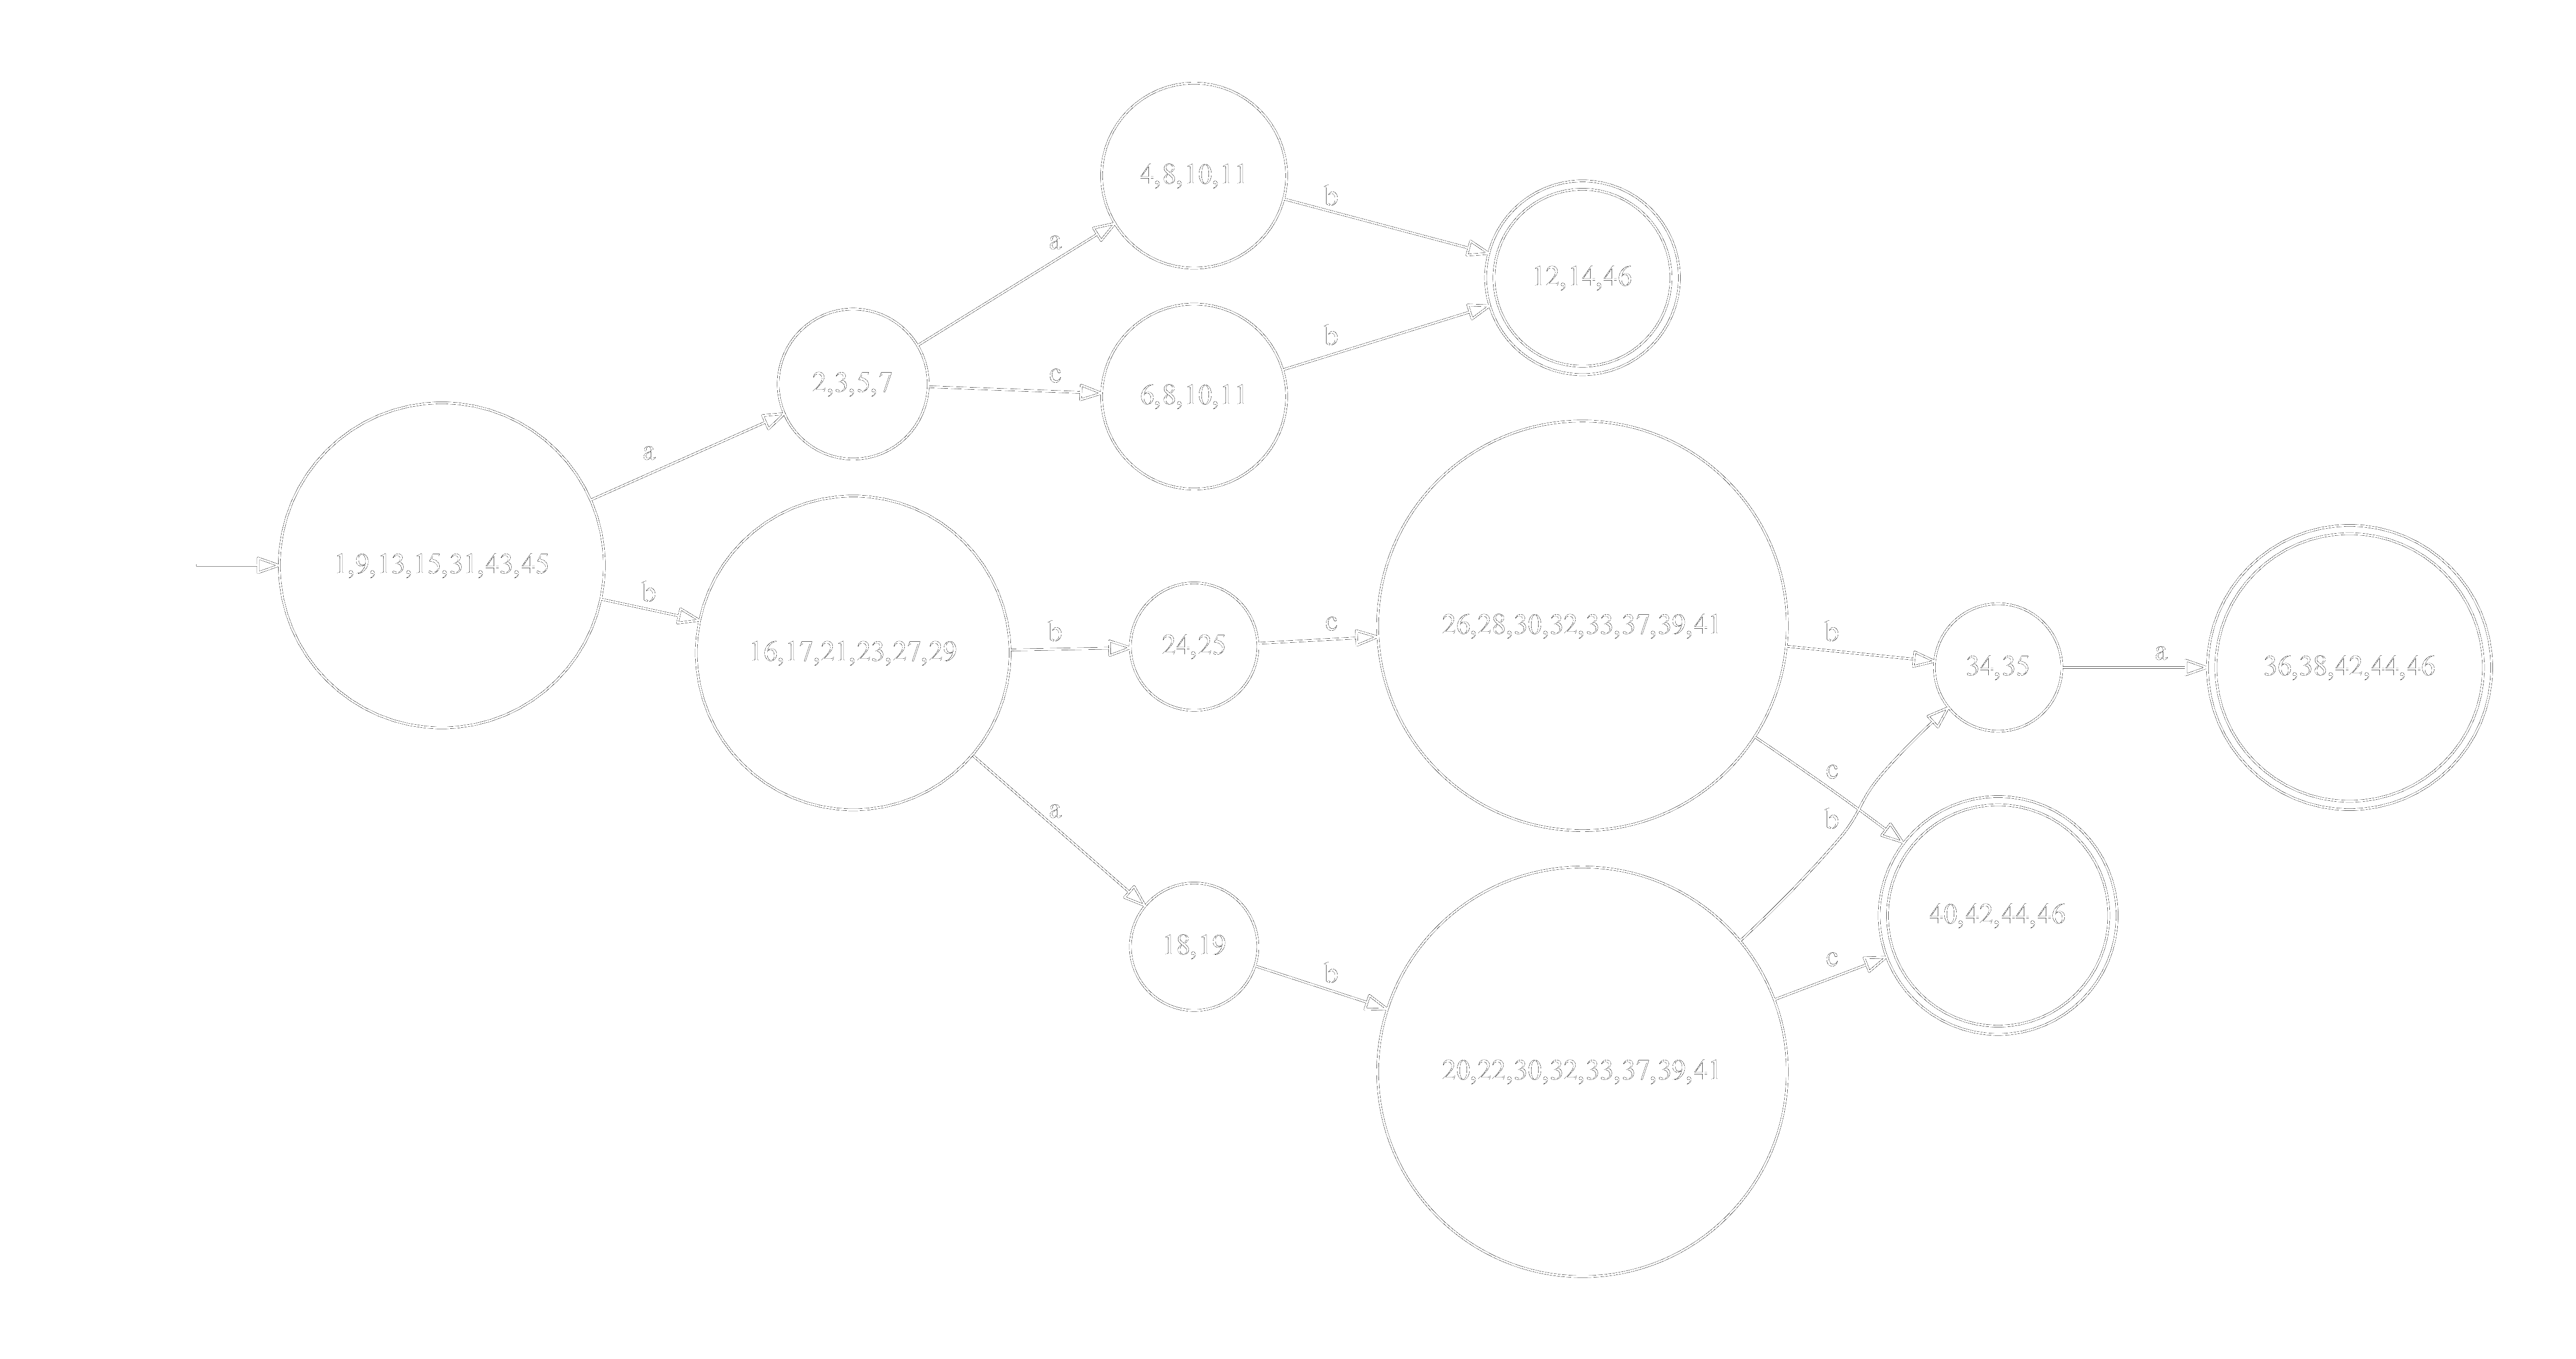 4,8,10,11
b
12,14,46
a
b
2,3,5,7
c
6,8,10,11
a
1,9,13,15,31,43,45
b
16,17,21,23,27,29
b
24,25
c
26,28,30,32,33,37,39,41
b
34,35
a
36,38,42,44,46
c
a
b
40,42,44,46
18,19
b
c
20,22,30,32,33,37,39,41